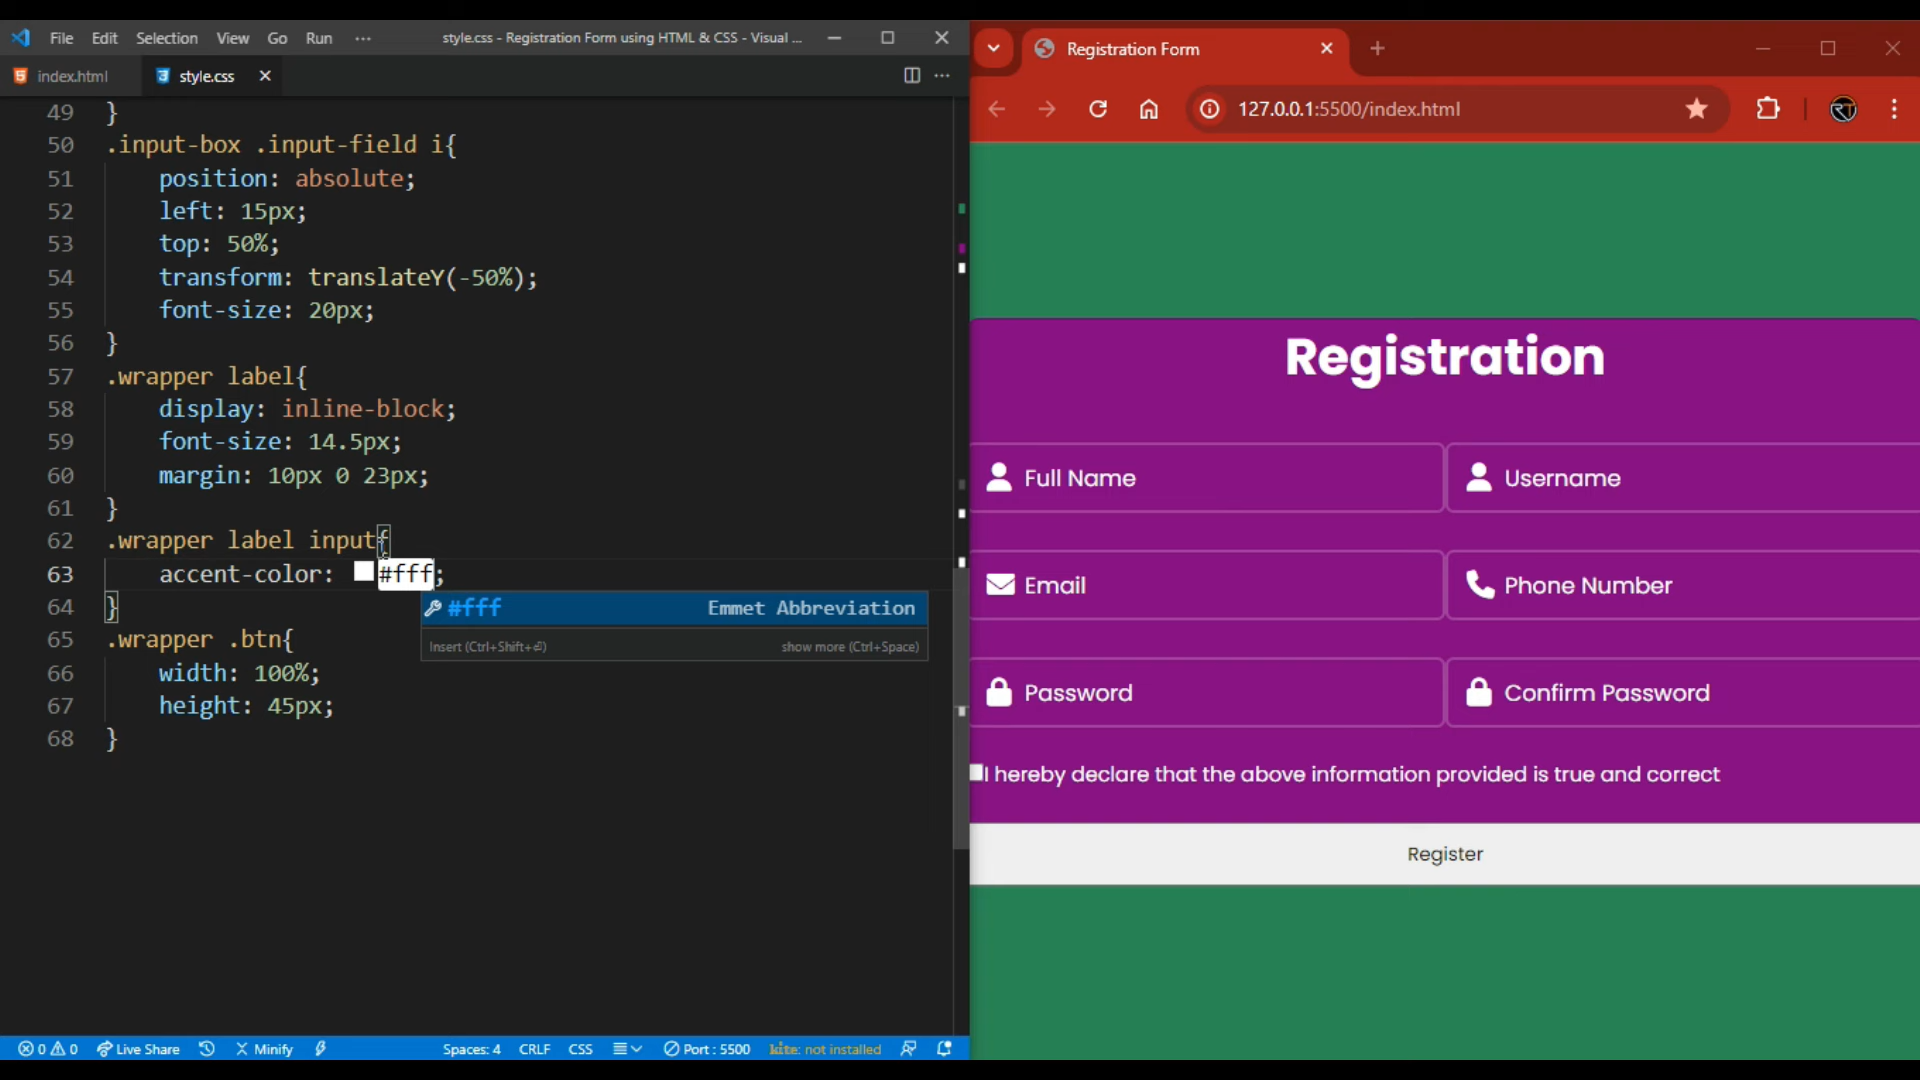 File Edit Selection View Go Run ··· style.css - Registration Form using HTML & CSS - Visual ...
index.html style.css
49 }
50 .input-box .input-field i{
51 position: absolute;
52 left: 15px;
53 top: 50%;
54 transform: translateY(-50%);
55 font-size: 20px;
56 }
57 .wrapper label{
58 display: inline-block;
59 font-size: 14.5px;
60 margin: 10px 0 23px;
61 }
62 .wrapper label input{
63 accent-color: #fff;
64 }
#fff Emmet Abbreviation
Insert (Ctrl+Shift+⏎) show more (Ctrl+Space)
65 .wrapper .btn{
66 width: 100%;
67 height: 45px;
68 }
0 0 Live Share Minify Spaces: 4 CRLF CSS Port : 5500 kite: not installed
Registration Form
127.0.0.1:5500/index.html
RT
Registration
Full Name Username
Email Phone Number
Password Confirm Password
I hereby declare that the above information provided is true and correct
Register